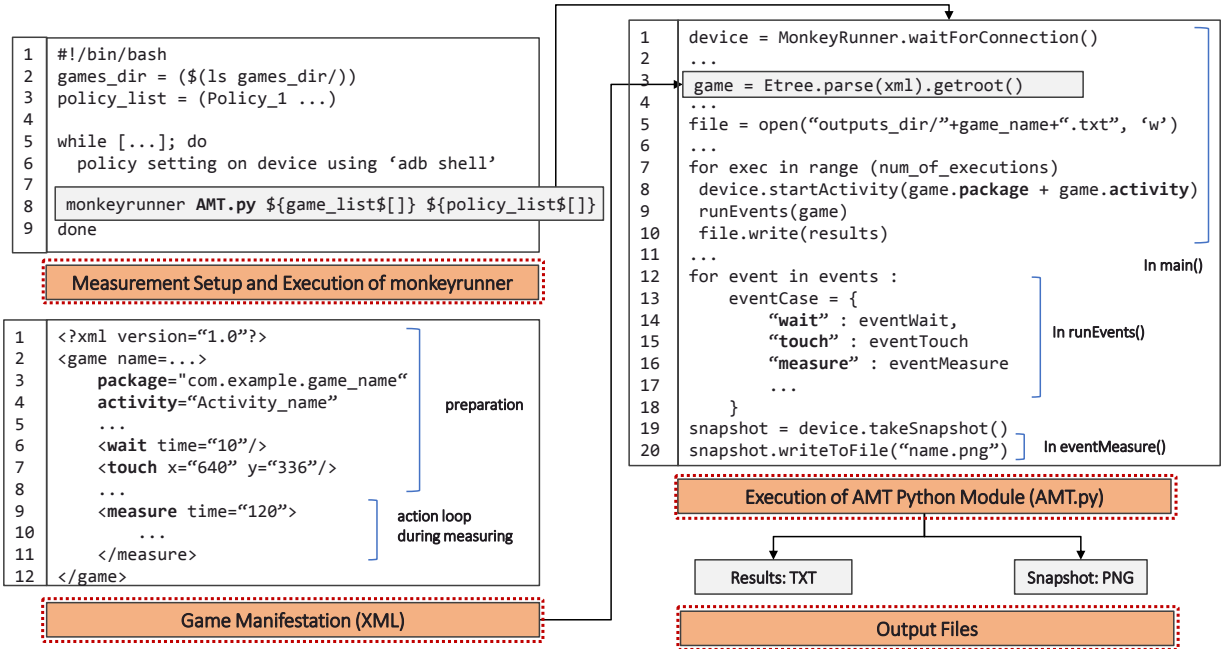 1 #!/bin/bash
2 games_dir = ($(ls games_dir/))
3 policy_list = (Policy_1 ...)
4
5 while [...]; do
6 policy setting on device using ‘adb shell’
7
8 monkeyrunner AMT.py ${game_list$[]} ${policy_list$[]}
9 done
Measurement Setup and Execution of monkeyrunner
1 <?xml version=“1.0”?>
2 <game name=...>
3 package="com.example.game_name“
4 activity=“Activity_name”
5 ...
6 <wait time=“10”/>
7 <touch x=“640” y=“336”/>
8 ...
9 <measure time=“120”>
10 ...
11 </measure>
12 </game>
preparation
action loop
during measuring
Game Manifestation (XML)
1 device = MonkeyRunner.waitForConnection()
2 ...
3 game = Etree.parse(xml).getroot()
4 ...
5 file = open(“outputs_dir/”+game_name+“.txt”, ‘w’)
6 ...
7 for exec in range (num_of_executions)
8 device.startActivity(game.package + game.activity)
9 runEvents(game)
10 file.write(results)
11 ...
12 for event in events :
13 eventCase = {
14 “wait” : eventWait,
15 “touch” : eventTouch
16 “measure” : eventMeasure
17 ...
18 }
19 snapshot = device.takeSnapshot()
20 snapshot.writeToFile(“name.png”)
In main()
In runEvents()
In eventMeasure()
Execution of AMT Python Module (AMT.py)
Results: TXT
Snapshot: PNG
Output Files